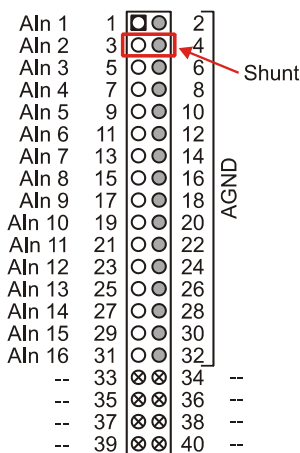 AIn 1 1 2
AIn 2 3 4
Shunt
AIn 3 5 6
AIn 4 7 8
AIn 5 9 10
AIn 6 11 12
AIn 7 13 14
AIn 8 15 16
AIn 9 17 18
AGND
AIn 10 19 20
AIn 11 21 22
AIn 12 23 24
AIn 13 25 26
AIn 14 27 28
AIn 15 29 30
AIn 16 31 32
-- 33 34 --
-- 35 36 --
-- 37 38 --
-- 39 40 --